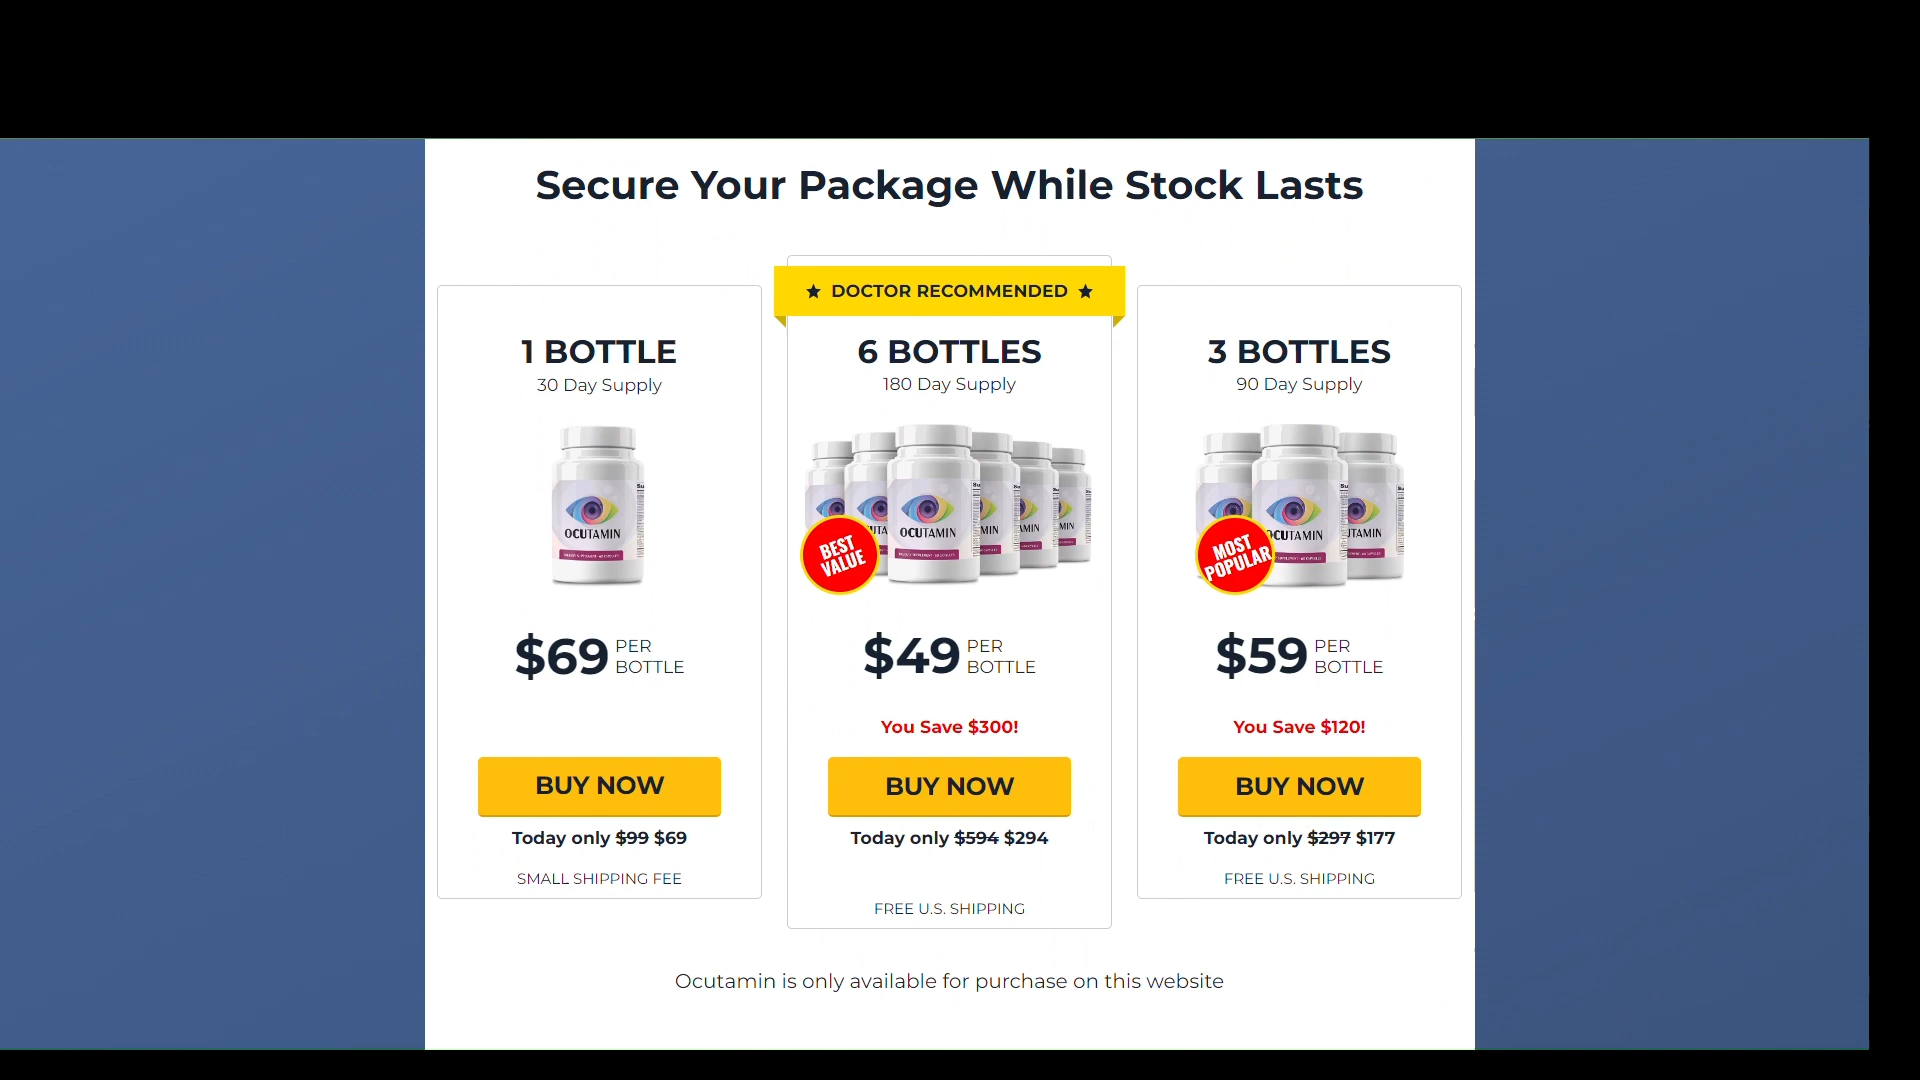 Secure Your Package While Stock Lasts
1 BOTTLE
30 Day Supply
OCUTAMIN
$69 PER
BOTTLE
BUY NOW
Today only $99 $69
SMALL SHIPPING FEE
★ DOCTOR RECOMMENDED ★
6 BOTTLES
180 Day Supply
OCUTAMIN
BEST
VALUE
$49 PER
BOTTLE
You Save $300!
BUY NOW
Today only $594 $294
FREE U.S. SHIPPING
3 BOTTLES
90 Day Supply
OCUTAMIN
MOST
POPULAR
$59 PER
BOTTLE
You Save $120!
BUY NOW
Today only $297 $177
FREE U.S. SHIPPING
Ocutamin is only available for purchase on this website